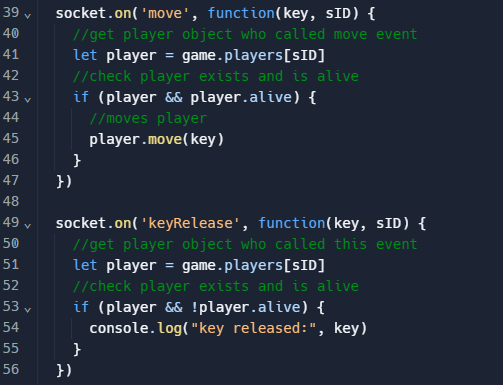 39 socket.on('move', function(key, sID) {
40 //get player object who called move event
41 let player = game.players[sID]
42 //check player exists and is alive
43 if (player && player.alive) {
44 //moves player
45 player.move(key)
46 }
47 })
48
49 socket.on('keyRelease', function(key, sID) {
50 //get player object who called this event
51 let player = game.players[sID]
52 //check player exists and is alive
53 if (player && !player.alive) {
54 console.log("key released:", key)
55 }
56 })